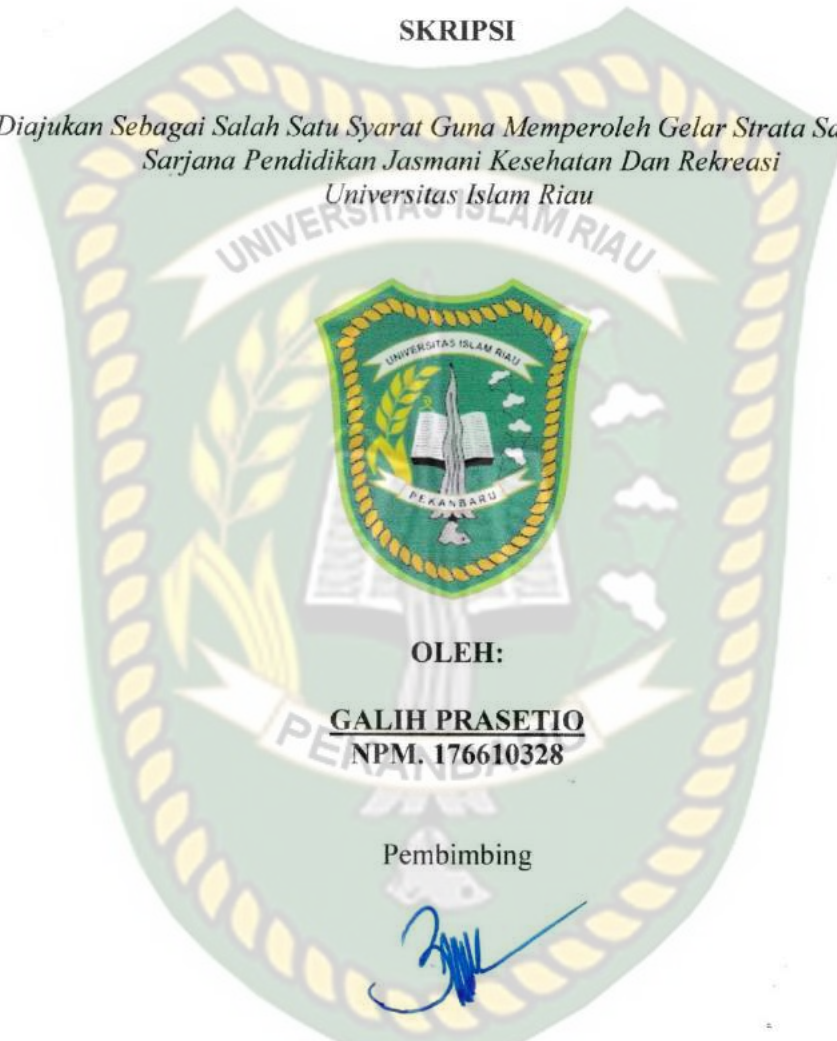 SKRIPSI
Diajukan Sebagai Salah Satu Syarat Guna Memperoleh Gelar Strata
Sarjana Pendidikan Jasmani Kesehatan Dan Rekreasi
Universitas Islam Riau
UNIVERSITAS ISLAM RIAU
UNIVERSITAS ISLAM RIAU
PEKANBARU
OLEH:
GALIH PRASETIO
NPM. 176610328
PEKANBARU
Pembimbing